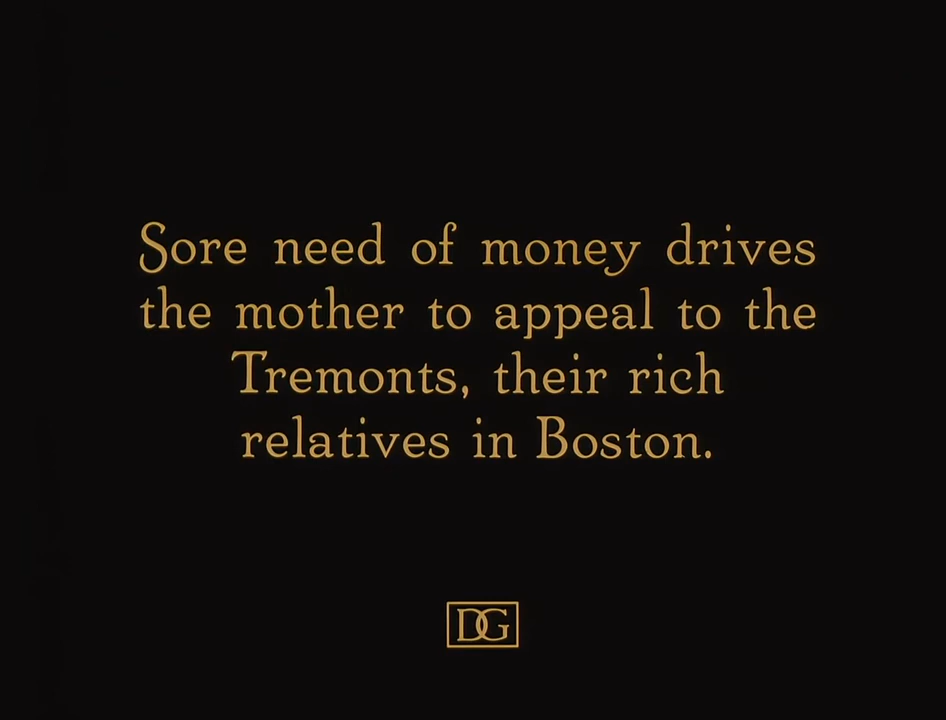 Sore need of money drives
the mother to appeal to the
Tremonts, their rich
relatives in Boston.
DG